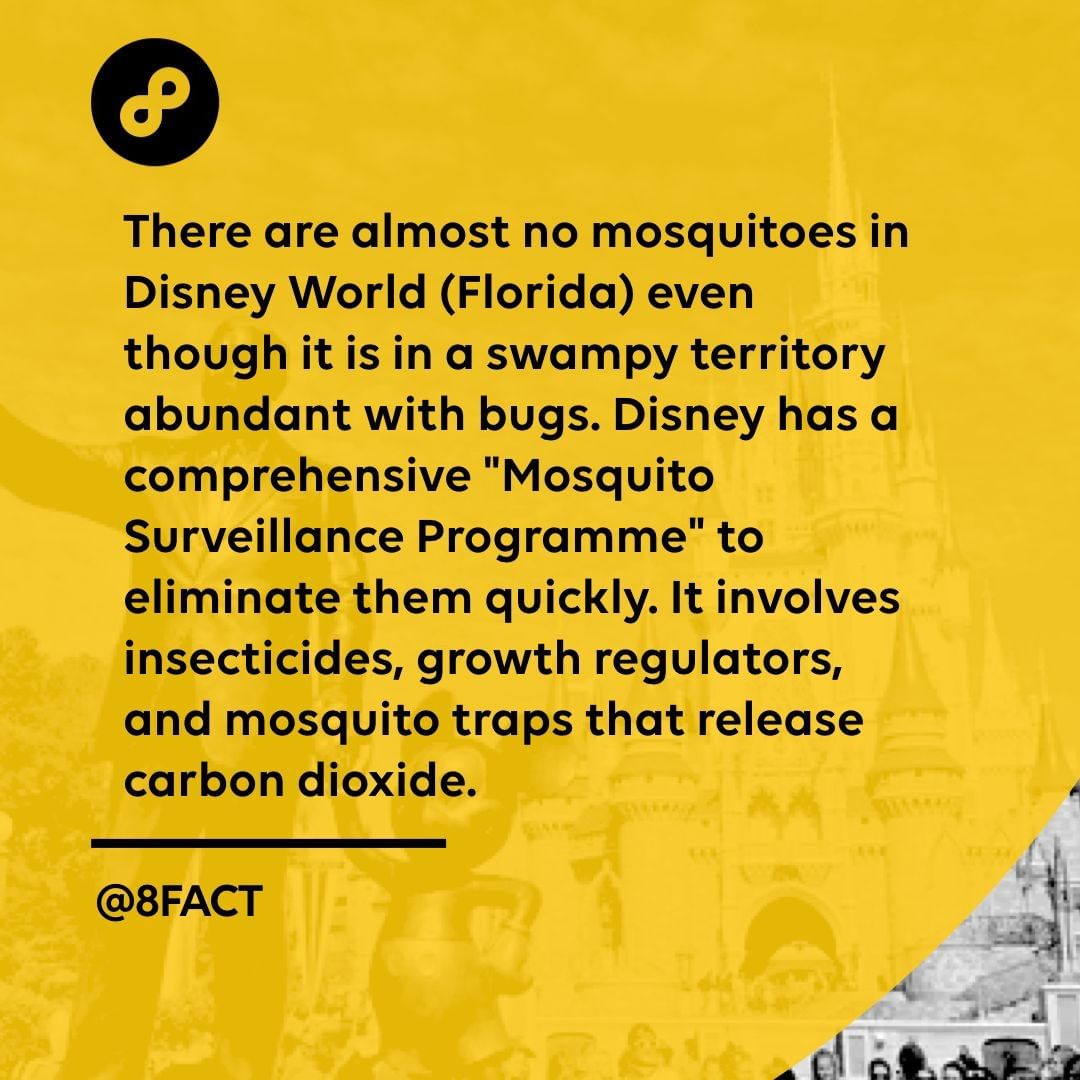 There are almost no mosquitoes in
Disney World (Florida) even
though it is in a swampy territory
abundant with bugs. Disney has a
comprehensive "Mosquito
Surveillance Programme" to
eliminate them quickly. It involves
insecticides, growth regulators,
and mosquito traps that release
carbon dioxide.
@8FACT